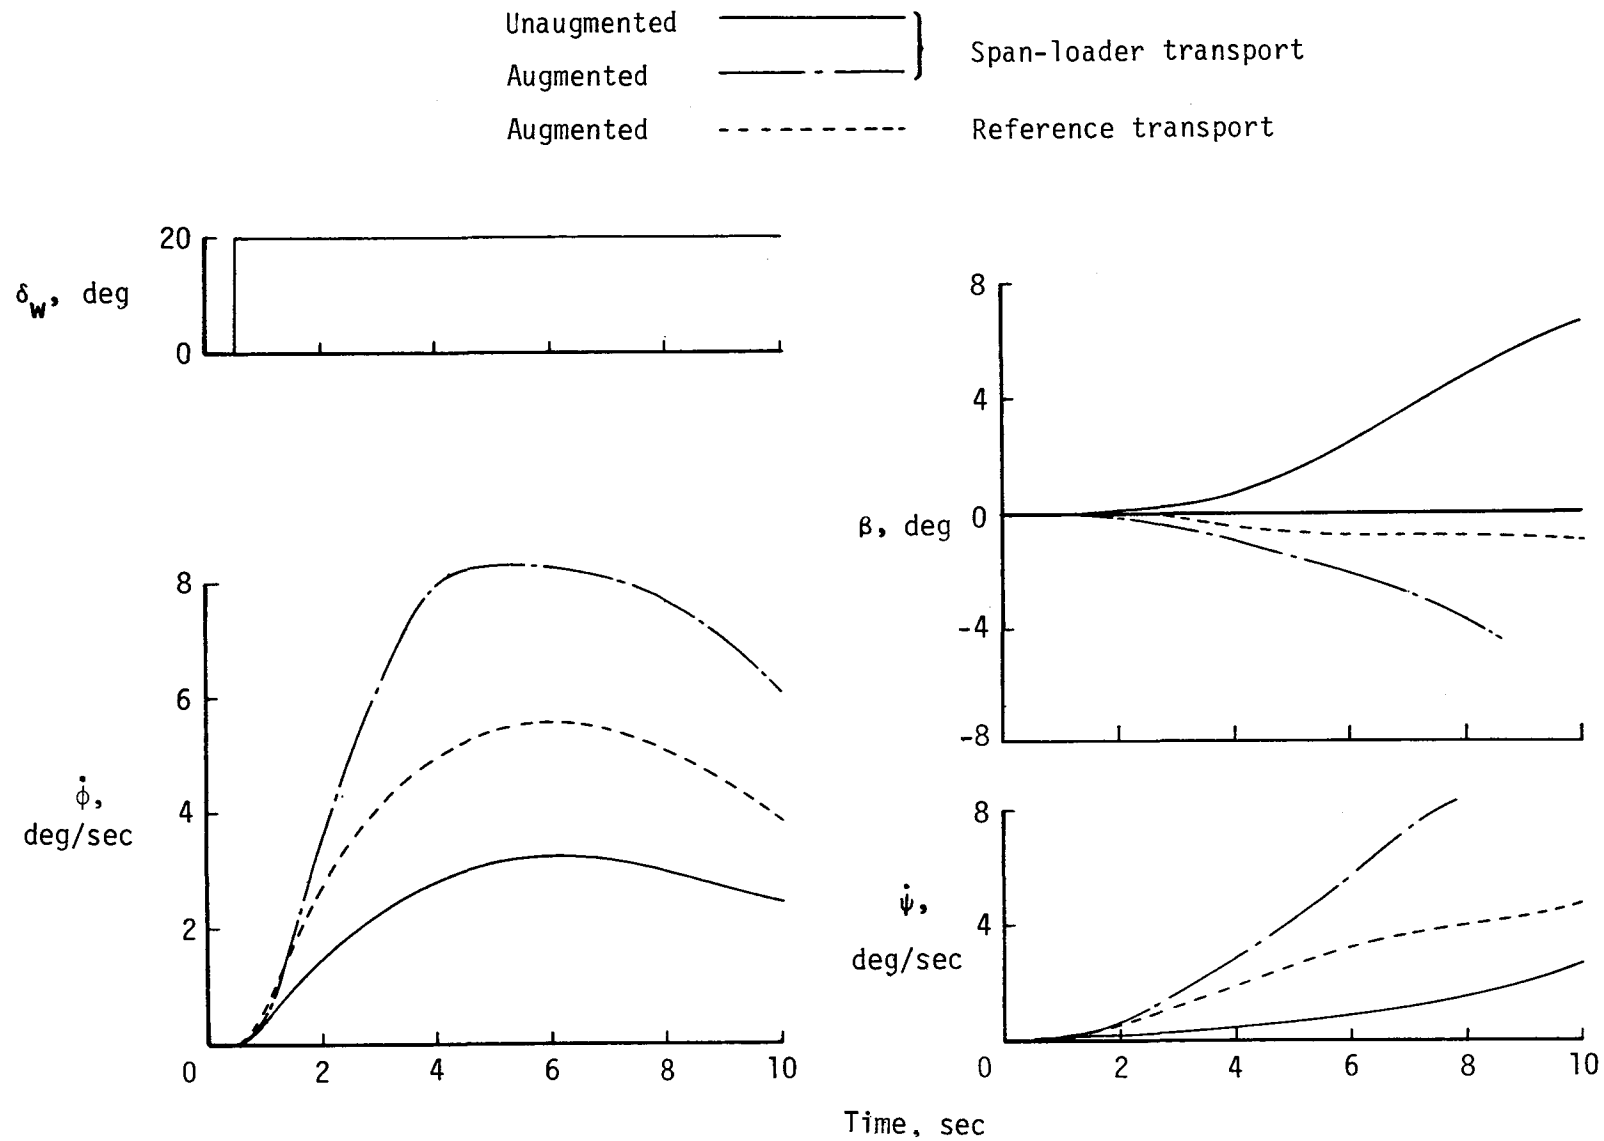 Unaugmented
Augmented
Span-loader transport
Augmented
Reference transport
20
δw, deg
0
8
4
β, deg
0
-4
-8
8
6
φ̇,
deg/sec
4
2
0 2 4 6 8 10
8
ψ̇,
4
deg/sec
0 2 4 6 8 10
Time, sec